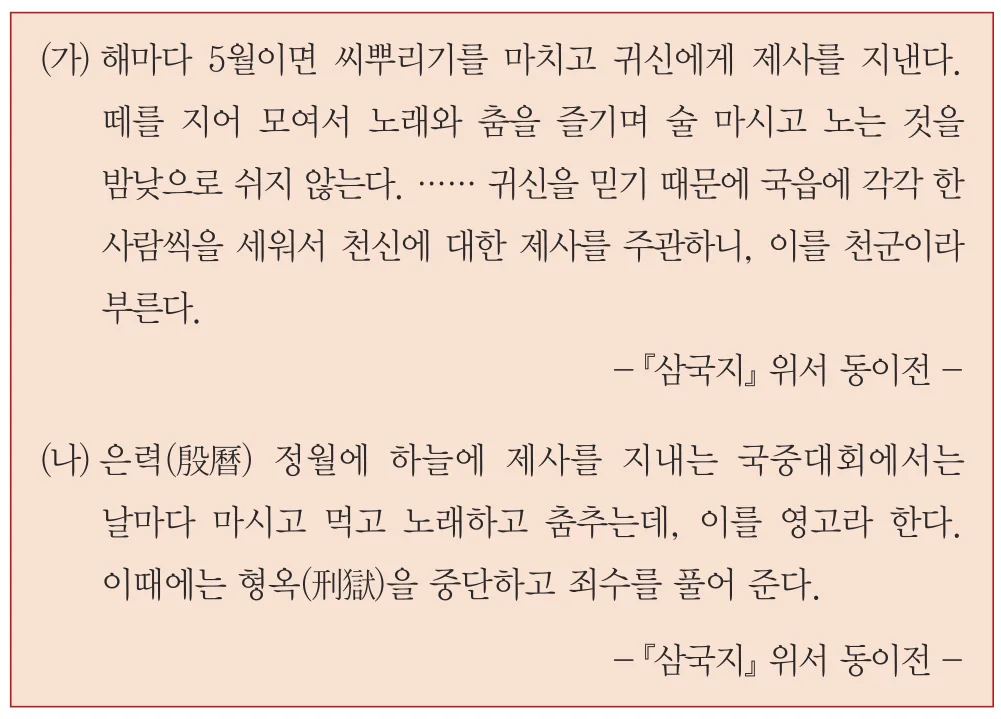 (가) 해마다 5월이면 씨뿌리기를 마치고 귀신에게 제사를 지낸다.
떼를 지어 모여서 노래와 춤을 즐기며 술 마시고 노는 것을
밤낮으로 쉬지 않는다. …… 귀신을 믿기 때문에 국읍에 각각 한
사람씩을 세워서 천신에 대한 제사를 주관하니, 이를 천군이라
부른다.
– 『삼국지』 위서 동이전 –
(나) 은력(殷曆) 정월에 하늘에 제사를 지내는 국중대회에서는
날마다 마시고 먹고 노래하고 춤추는데, 이를 영고라 한다.
이때에는 형옥(刑獄)을 중단하고 죄수를 풀어 준다.
– 『삼국지』 위서 동이전 –